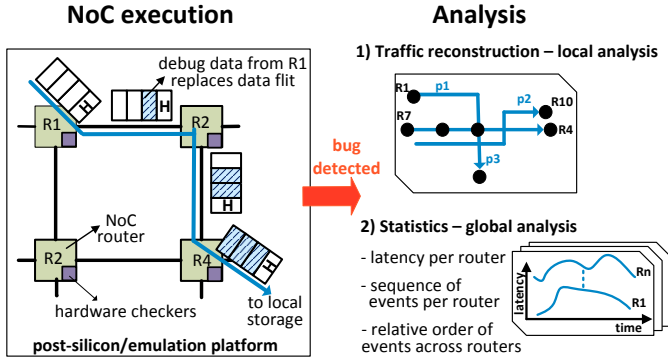 NoC execution
debug data from R1
replaces data flit
H
H
R1
R2
H
NoC
router
R2
R4
H
hardware checkers
to local
storage
post-silicon/emulation platform
bug
detected
Analysis
1) Traffic reconstruction – local analysis
R1
p1
p2
R10
R7
R4
p3
2) Statistics – global analysis
- latency per router
- sequence of
events per router
- relative order of
events across routers
latency
Rn
R1
time